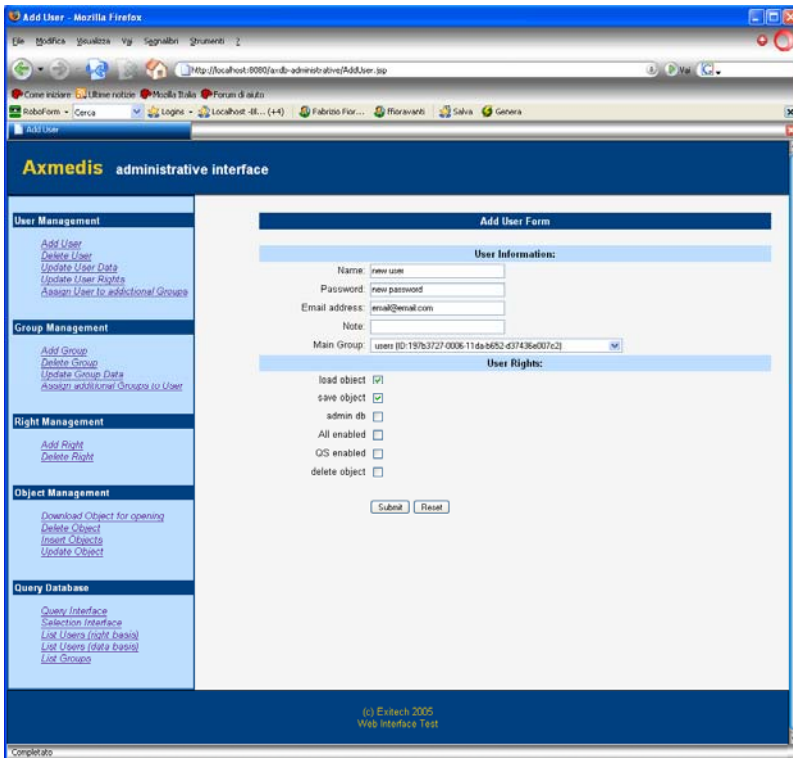 Add User - Mozilla Firefox
File Modifica Visualizza Vai Segnalibri Strumenti ?
http://localhost:8080/axdb-administrative/AddUser.jsp
Vai
Come iniziare Ultime notizie Mozilla Italia Forum di aiuto
RoboForm Cerca Logins Localhost -Ill... (+4) Fabrizio Fior... ffioravanti Salva Genera
Add User
Axmedis administrative interface
User Management
Add User
Delete User
Update User Data
Update User Rights
Assign User to addictional Groups
Group Management
Add Group
Delete Group
Update Group Data
Assign additional Groups to User
Right Management
Add Right
Delete Right
Object Management
Download Object for opening
Delete Object
Insert Objects
Update Object
Query Database
Query Interface
Selection Interface
List Users (right basis)
List Users (data basis)
List Groups
Add User Form
User Information:
Name: new user
Password: new password
Email address: email@email.com
Note:
Main Group: users (ID:197b3727-0006-11da-b652-d37436e007c2)
User Rights:
load object
save object
admin db
All enabled
QS enabled
delete object
Submit Reset
(c) Exitech 2005
Web Interface Test
Completato